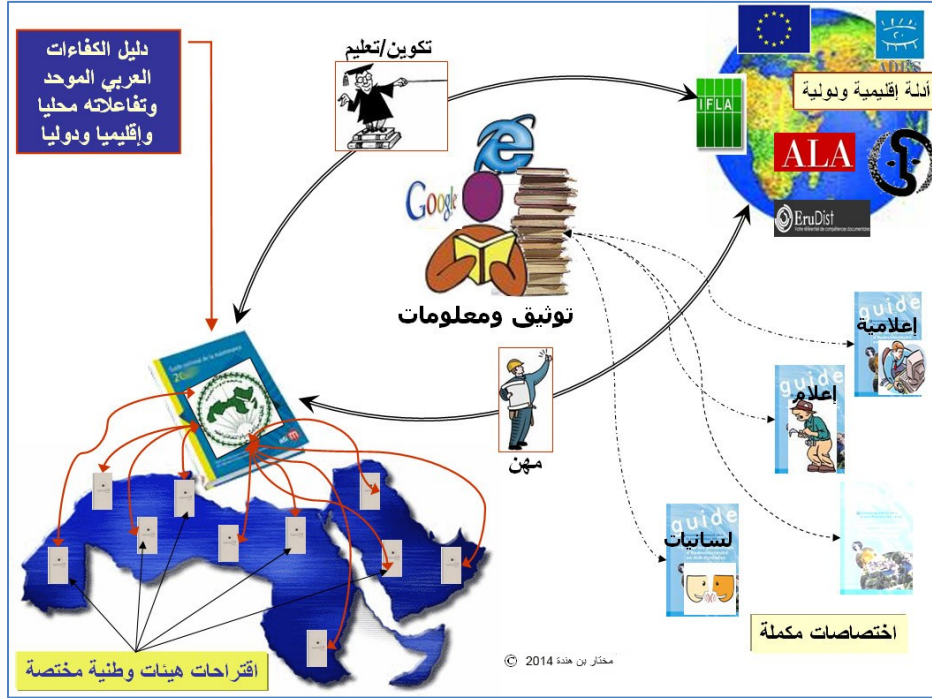 دليل الكفاءات
العربي الموحد
وتفاعلاته محليا
وإقليميا ودوليا
تكوين/تعليم
أدلة إقليمية ودولية
IFLA
ALA
EruDist
Google
توثيق ومعلومات
guide
إعلامية
guide
إعلام
guide
لسانيات
مهن
اختصاصات مكملة
اقتراحات هيئات وطنية مختصة
مختار بن هندة 2014 ©